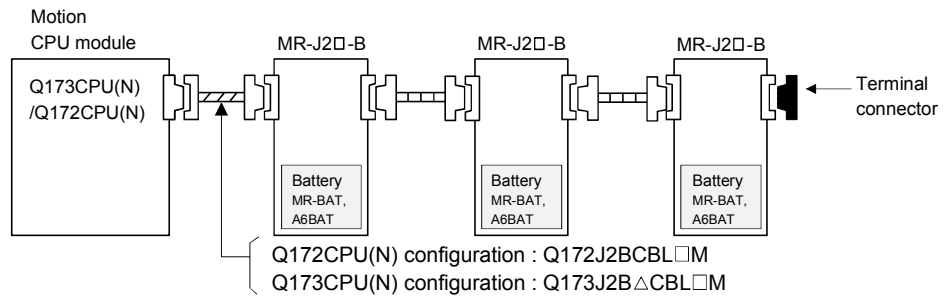 Motion
CPU module
MR-J2□-B
MR-J2□-B
MR-J2□-B
Q173CPU(N)
/Q172CPU(N)
Terminal
connector
Battery
MR-BAT,
A6BAT
Battery
MR-BAT,
A6BAT
Battery
MR-BAT,
A6BAT
Q172CPU(N) configuration : Q172J2BCBL□M
Q173CPU(N) configuration : Q173J2B△CBL□M